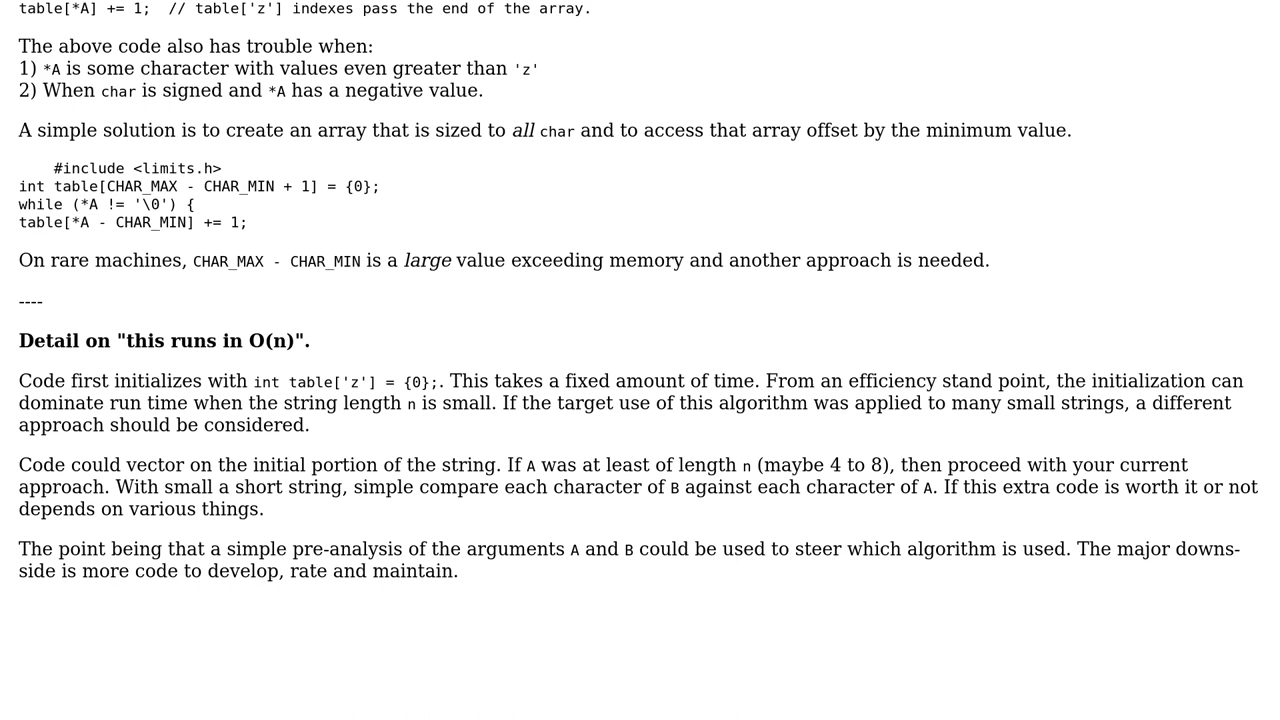 table[*A] += 1;  // table['z'] indexes pass the end of the array.
The above code also has trouble when:
1) *A is some character with values even greater than 'z'
2) When char is signed and *A has a negative value.
A simple solution is to create an array that is sized to all char and to access that array offset by the minimum value.
#include <limits.h>
int table[CHAR_MAX - CHAR_MIN + 1] = {0};
while (*A != '\0') {
table[*A - CHAR_MIN] += 1;
On rare machines, CHAR_MAX - CHAR_MIN is a large value exceeding memory and another approach is needed.
----
Detail on "this runs in O(n)".
Code first initializes with int table['z'] = {0};. This takes a fixed amount of time. From an efficiency stand point, the initialization can
dominate run time when the string length n is small. If the target use of this algorithm was applied to many small strings, a different
approach should be considered.
Code could vector on the initial portion of the string. If A was at least of length n (maybe 4 to 8), then proceed with your current
approach. With small a short string, simple compare each character of B against each character of A. If this extra code is worth it or not
depends on various things.
The point being that a simple pre-analysis of the arguments A and B could be used to steer which algorithm is used. The major downs-
side is more code to develop, rate and maintain.